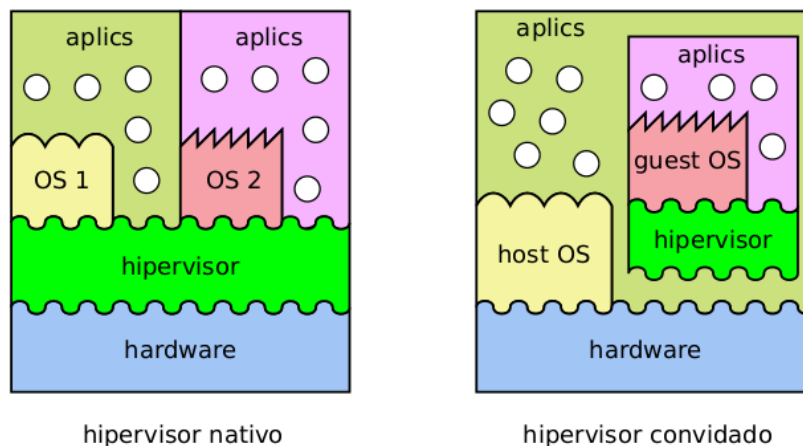 aplics
aplics
OS 1
OS 2
hipervisor
hardware
hipervisor nativo
aplics
aplics
guest OS
host OS
hipervisor
hardware
hipervisor convidado